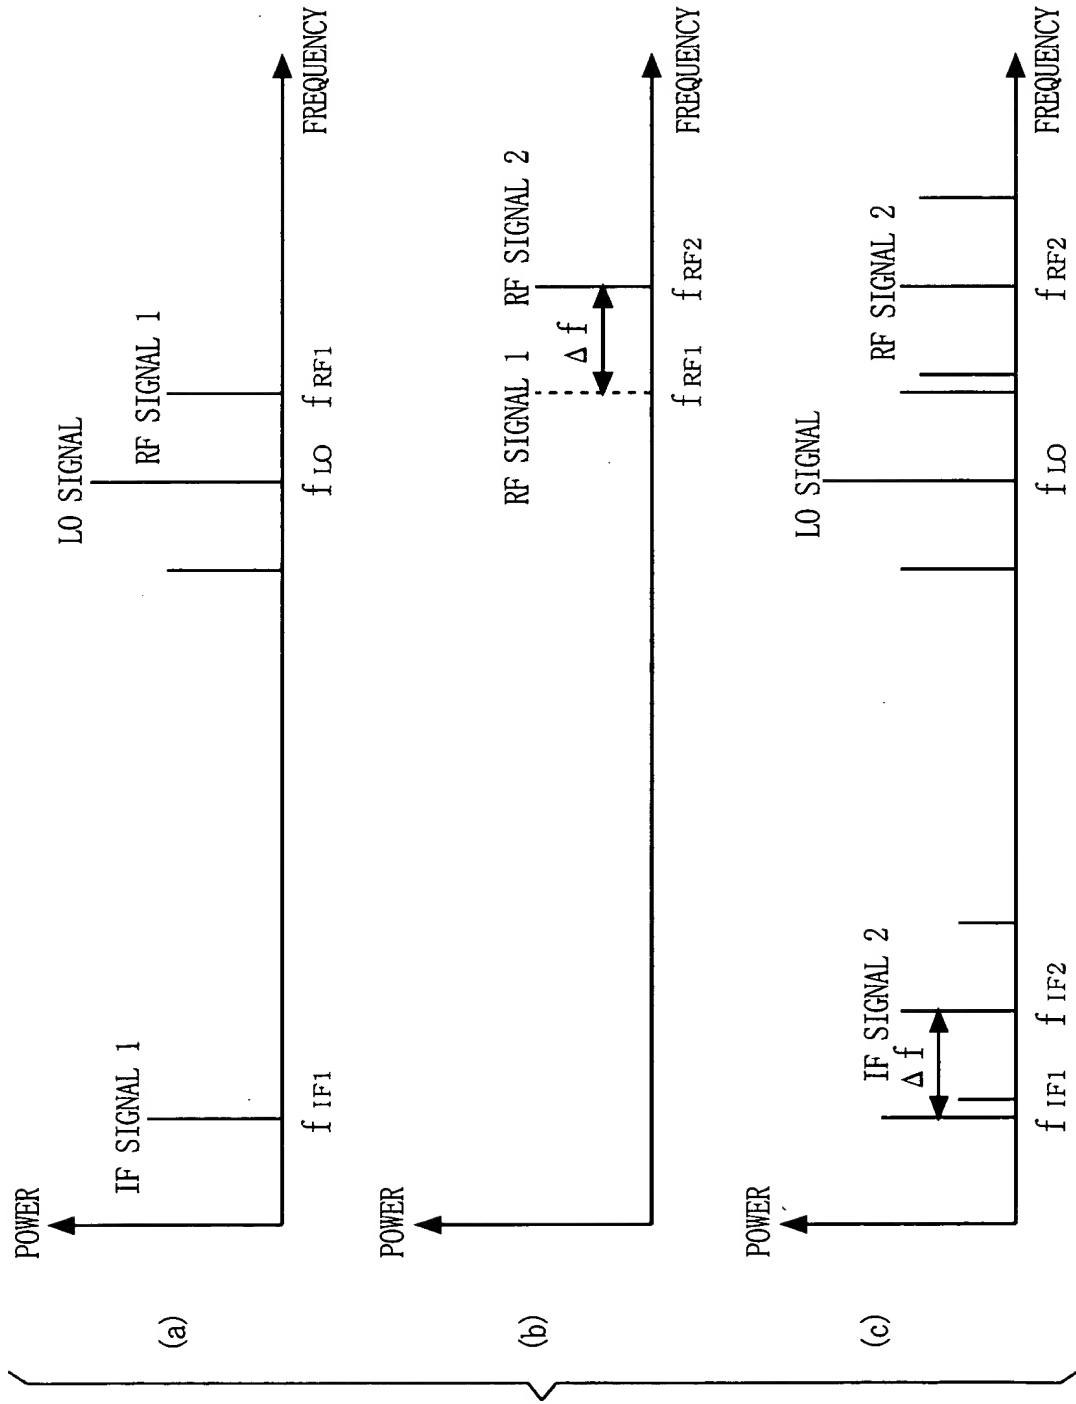 (a)
POWER
IF SIGNAL 1
LO SIGNAL
RF SIGNAL 1
f IF1
f LO
f RF1
FREQUENCY
(b)
POWER
RF SIGNAL 1
RF SIGNAL 2
Δ f
f RF1
f RF2
FREQUENCY
(c)
POWER
IF SIGNAL 2
Δ f
LO SIGNAL
RF SIGNAL 2
f IF1
f IF2
f LO
f RF2
FREQUENCY